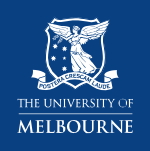 POSTERA CRESCAM LAUDE
THE UNIVERSITY OF
MELBOURNE